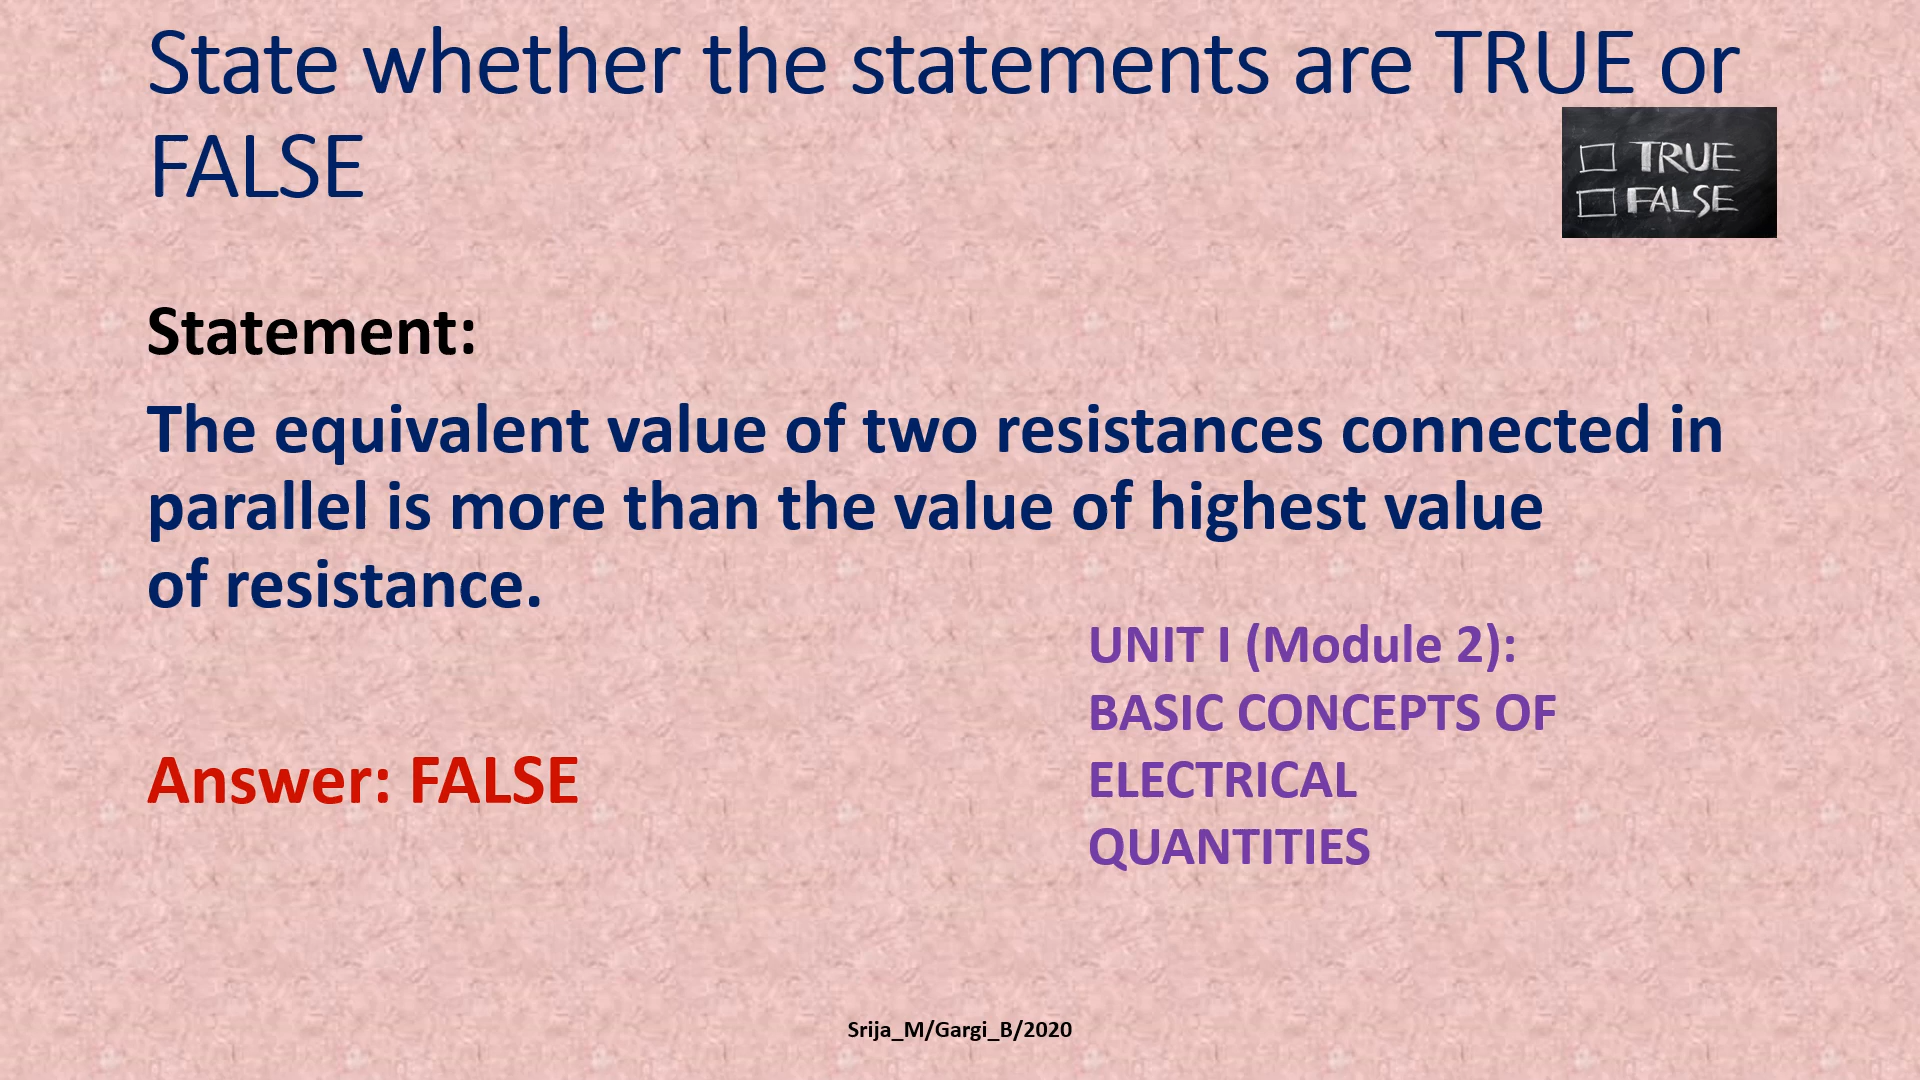 State whether the statements are TRUE or
FALSE
TRUE
FALSE
Statement:
The equivalent value of two resistances connected in
parallel is more than the value of highest value
of resistance.
UNIT I (Module 2):
BASIC CONCEPTS OF
ELECTRICAL
QUANTITIES
Answer: FALSE
Srija_M/Gargi_B/2020